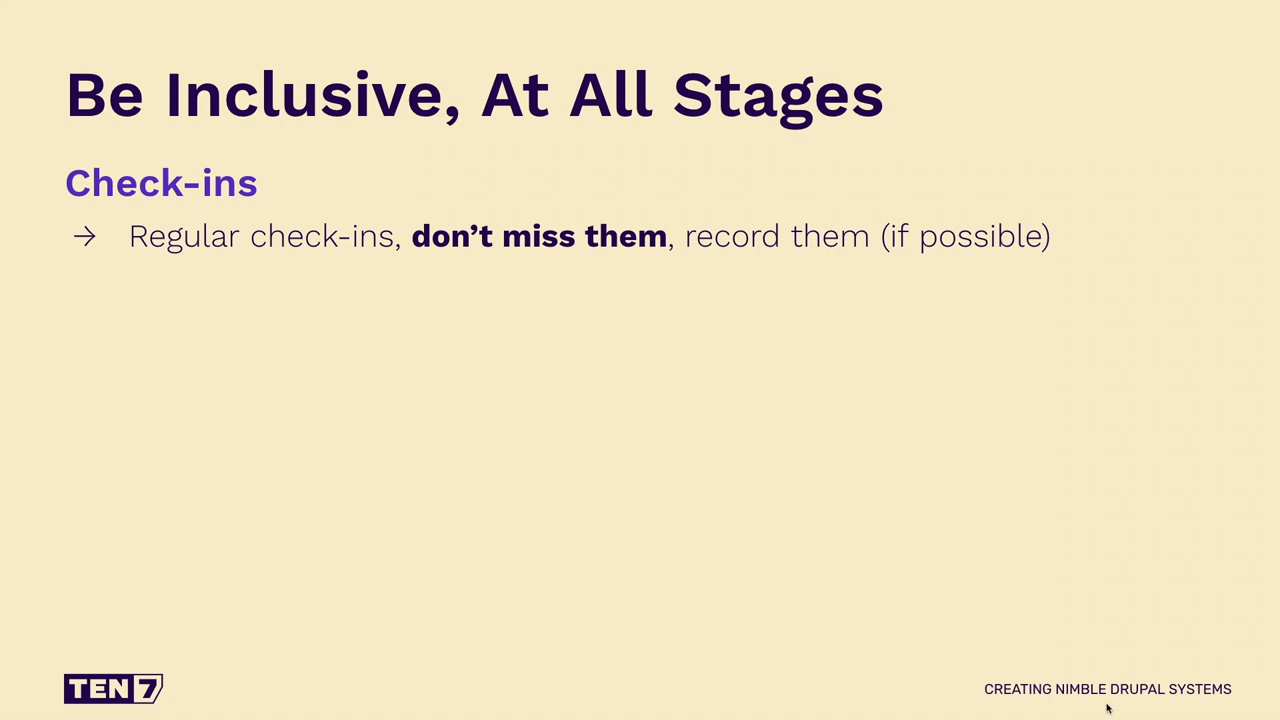 Be Inclusive, At All Stages
Check-ins
→ Regular check-ins, don’t miss them, record them (if possible)
TEN7
CREATING NIMBLE DRUPAL SYSTEMS